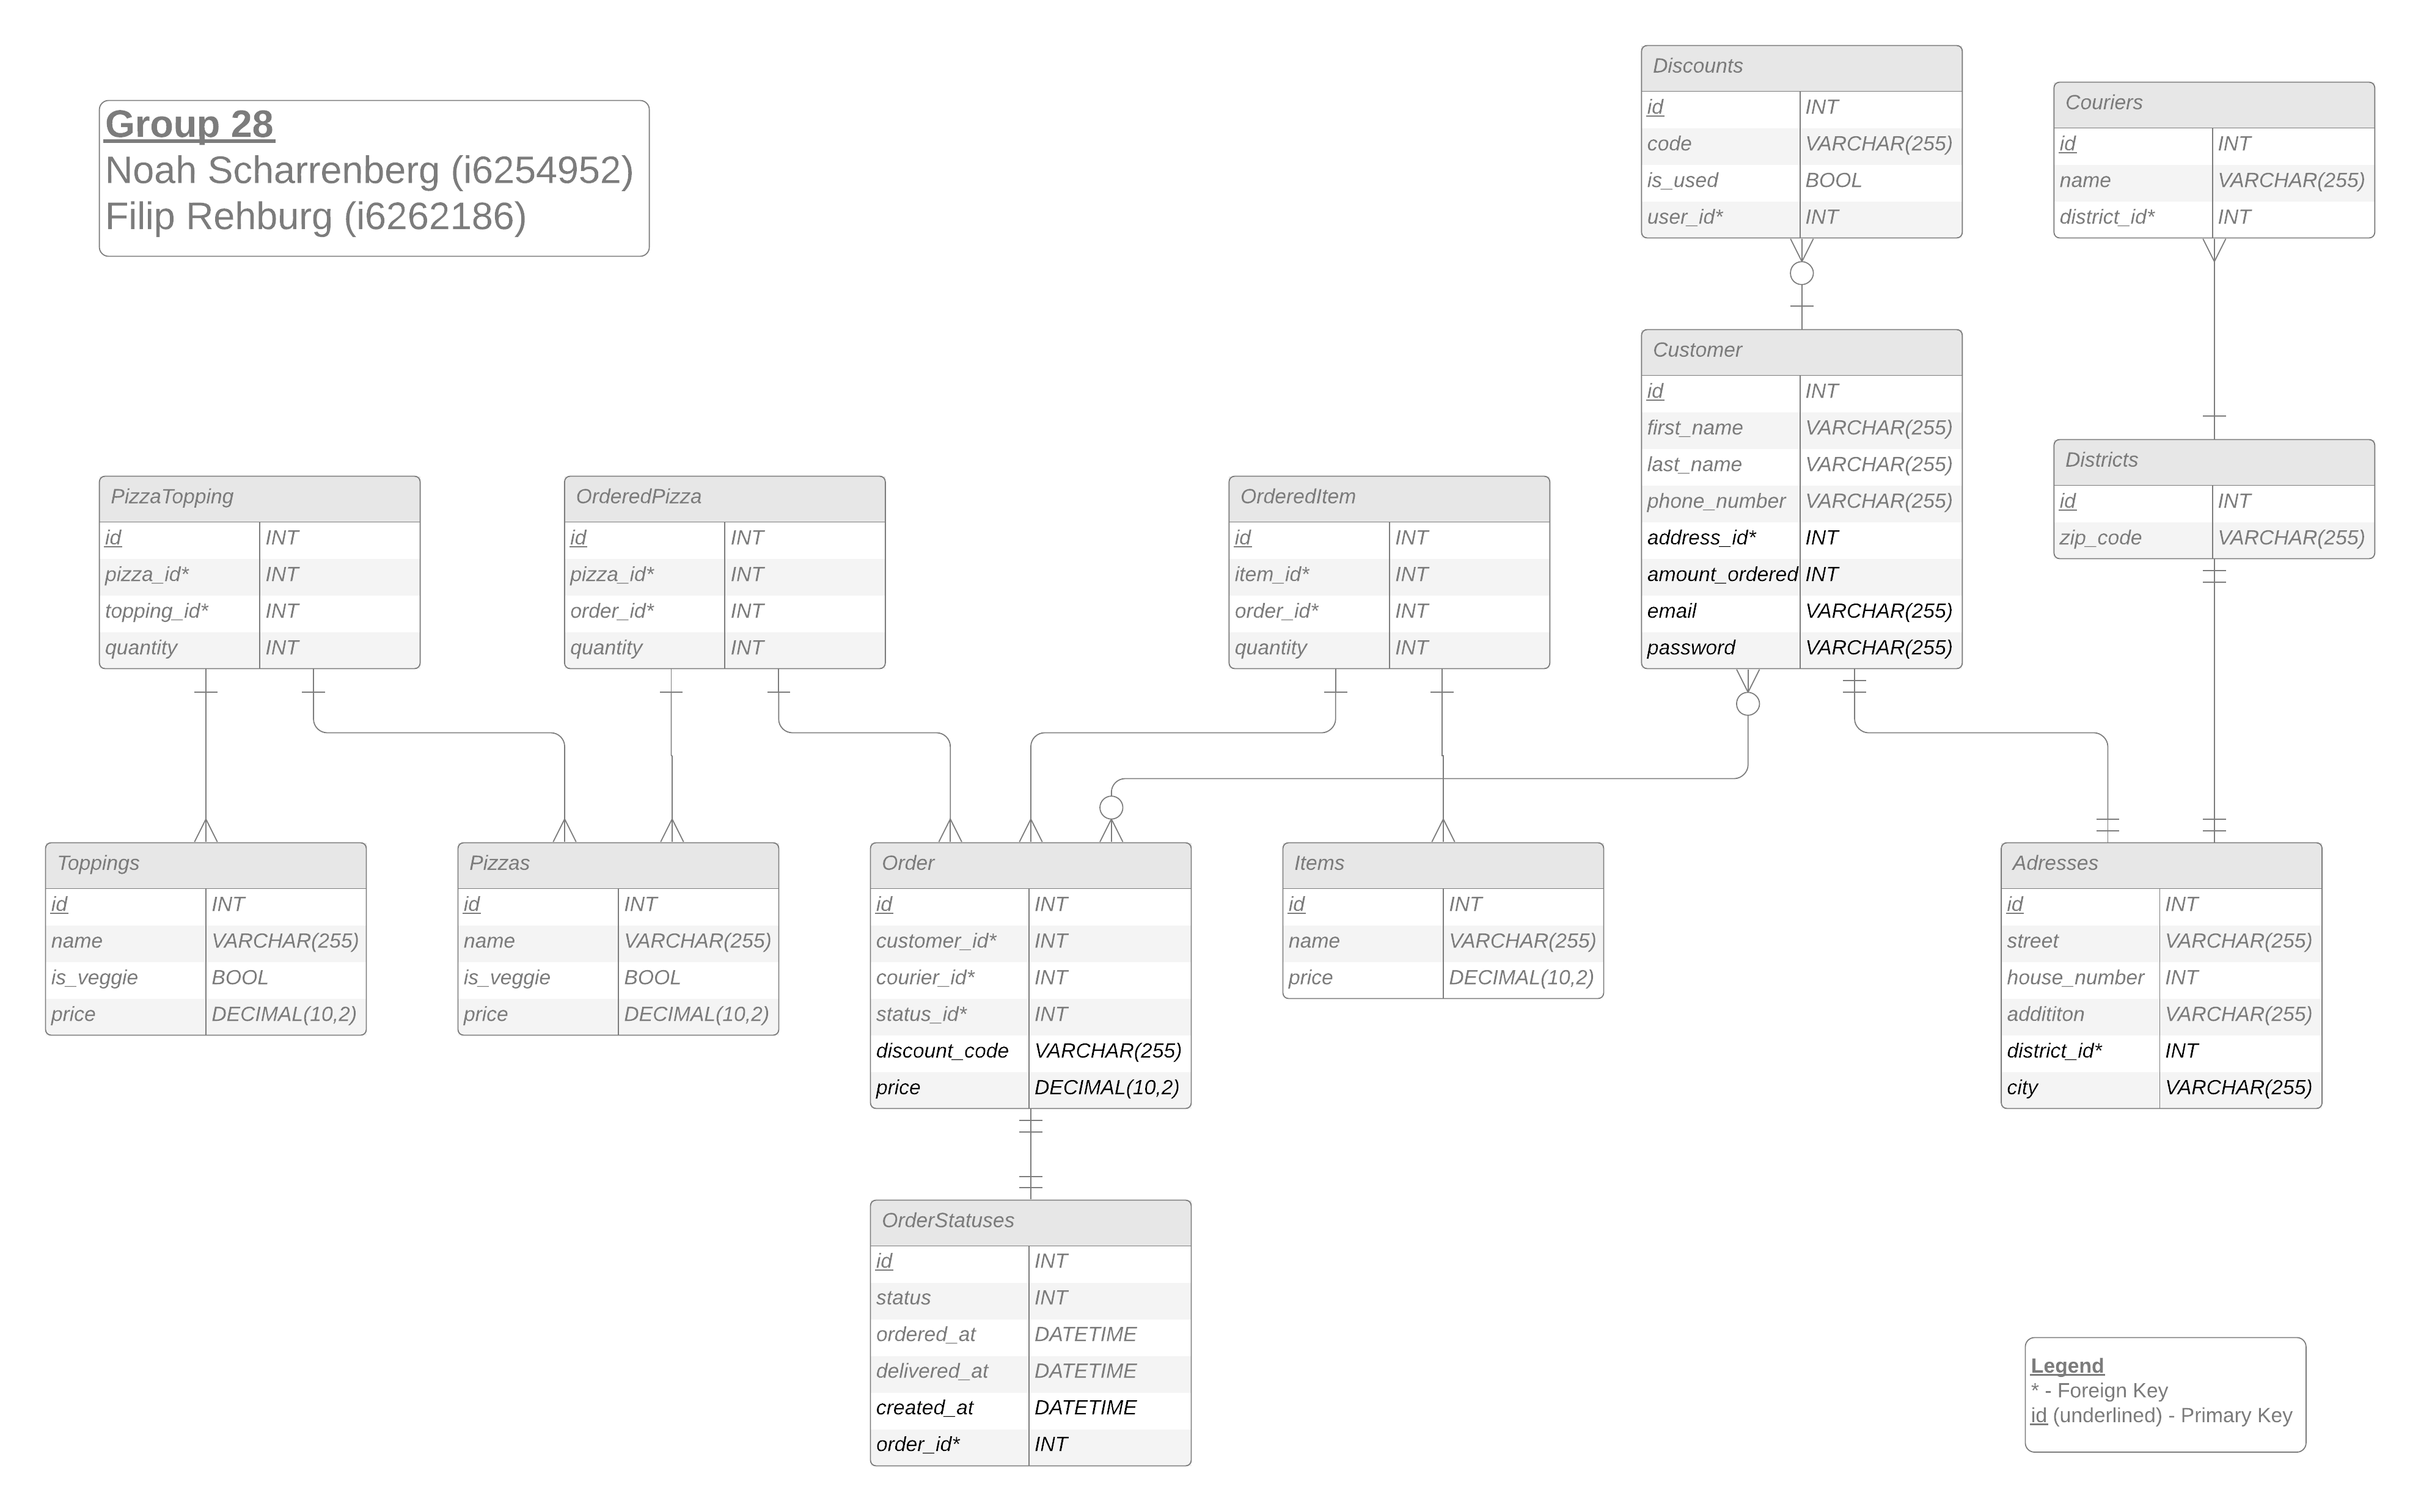 Group 28
Noah Scharrenberg (i6254952)
Filip Rehburg (i6262186)
Discounts
id INT
code VARCHAR(255)
is_used BOOL
user_id* INT
Couriers
id INT
name VARCHAR(255)
district_id* INT
Customer
id INT
first_name VARCHAR(255)
last_name VARCHAR(255)
phone_number VARCHAR(255)
address_id* INT
amount_ordered INT
email VARCHAR(255)
password VARCHAR(255)
Districts
id INT
zip_code VARCHAR(255)
PizzaTopping
id INT
pizza_id* INT
topping_id* INT
quantity INT
OrderedPizza
id INT
pizza_id* INT
order_id* INT
quantity INT
OrderedItem
id INT
item_id* INT
order_id* INT
quantity INT
Toppings
id INT
name VARCHAR(255)
is_veggie BOOL
price DECIMAL(10,2)
Pizzas
id INT
name VARCHAR(255)
is_veggie BOOL
price DECIMAL(10,2)
Order
id INT
customer_id* INT
courier_id* INT
status_id* INT
discount_code VARCHAR(255)
price DECIMAL(10,2)
Items
id INT
name VARCHAR(255)
price DECIMAL(10,2)
Adresses
id INT
street VARCHAR(255)
house_number INT
addititon VARCHAR(255)
district_id* INT
city VARCHAR(255)
OrderStatuses
id INT
status INT
ordered_at DATETIME
delivered_at DATETIME
created_at DATETIME
order_id* INT
Legend
* - Foreign Key
id (underlined) - Primary Key